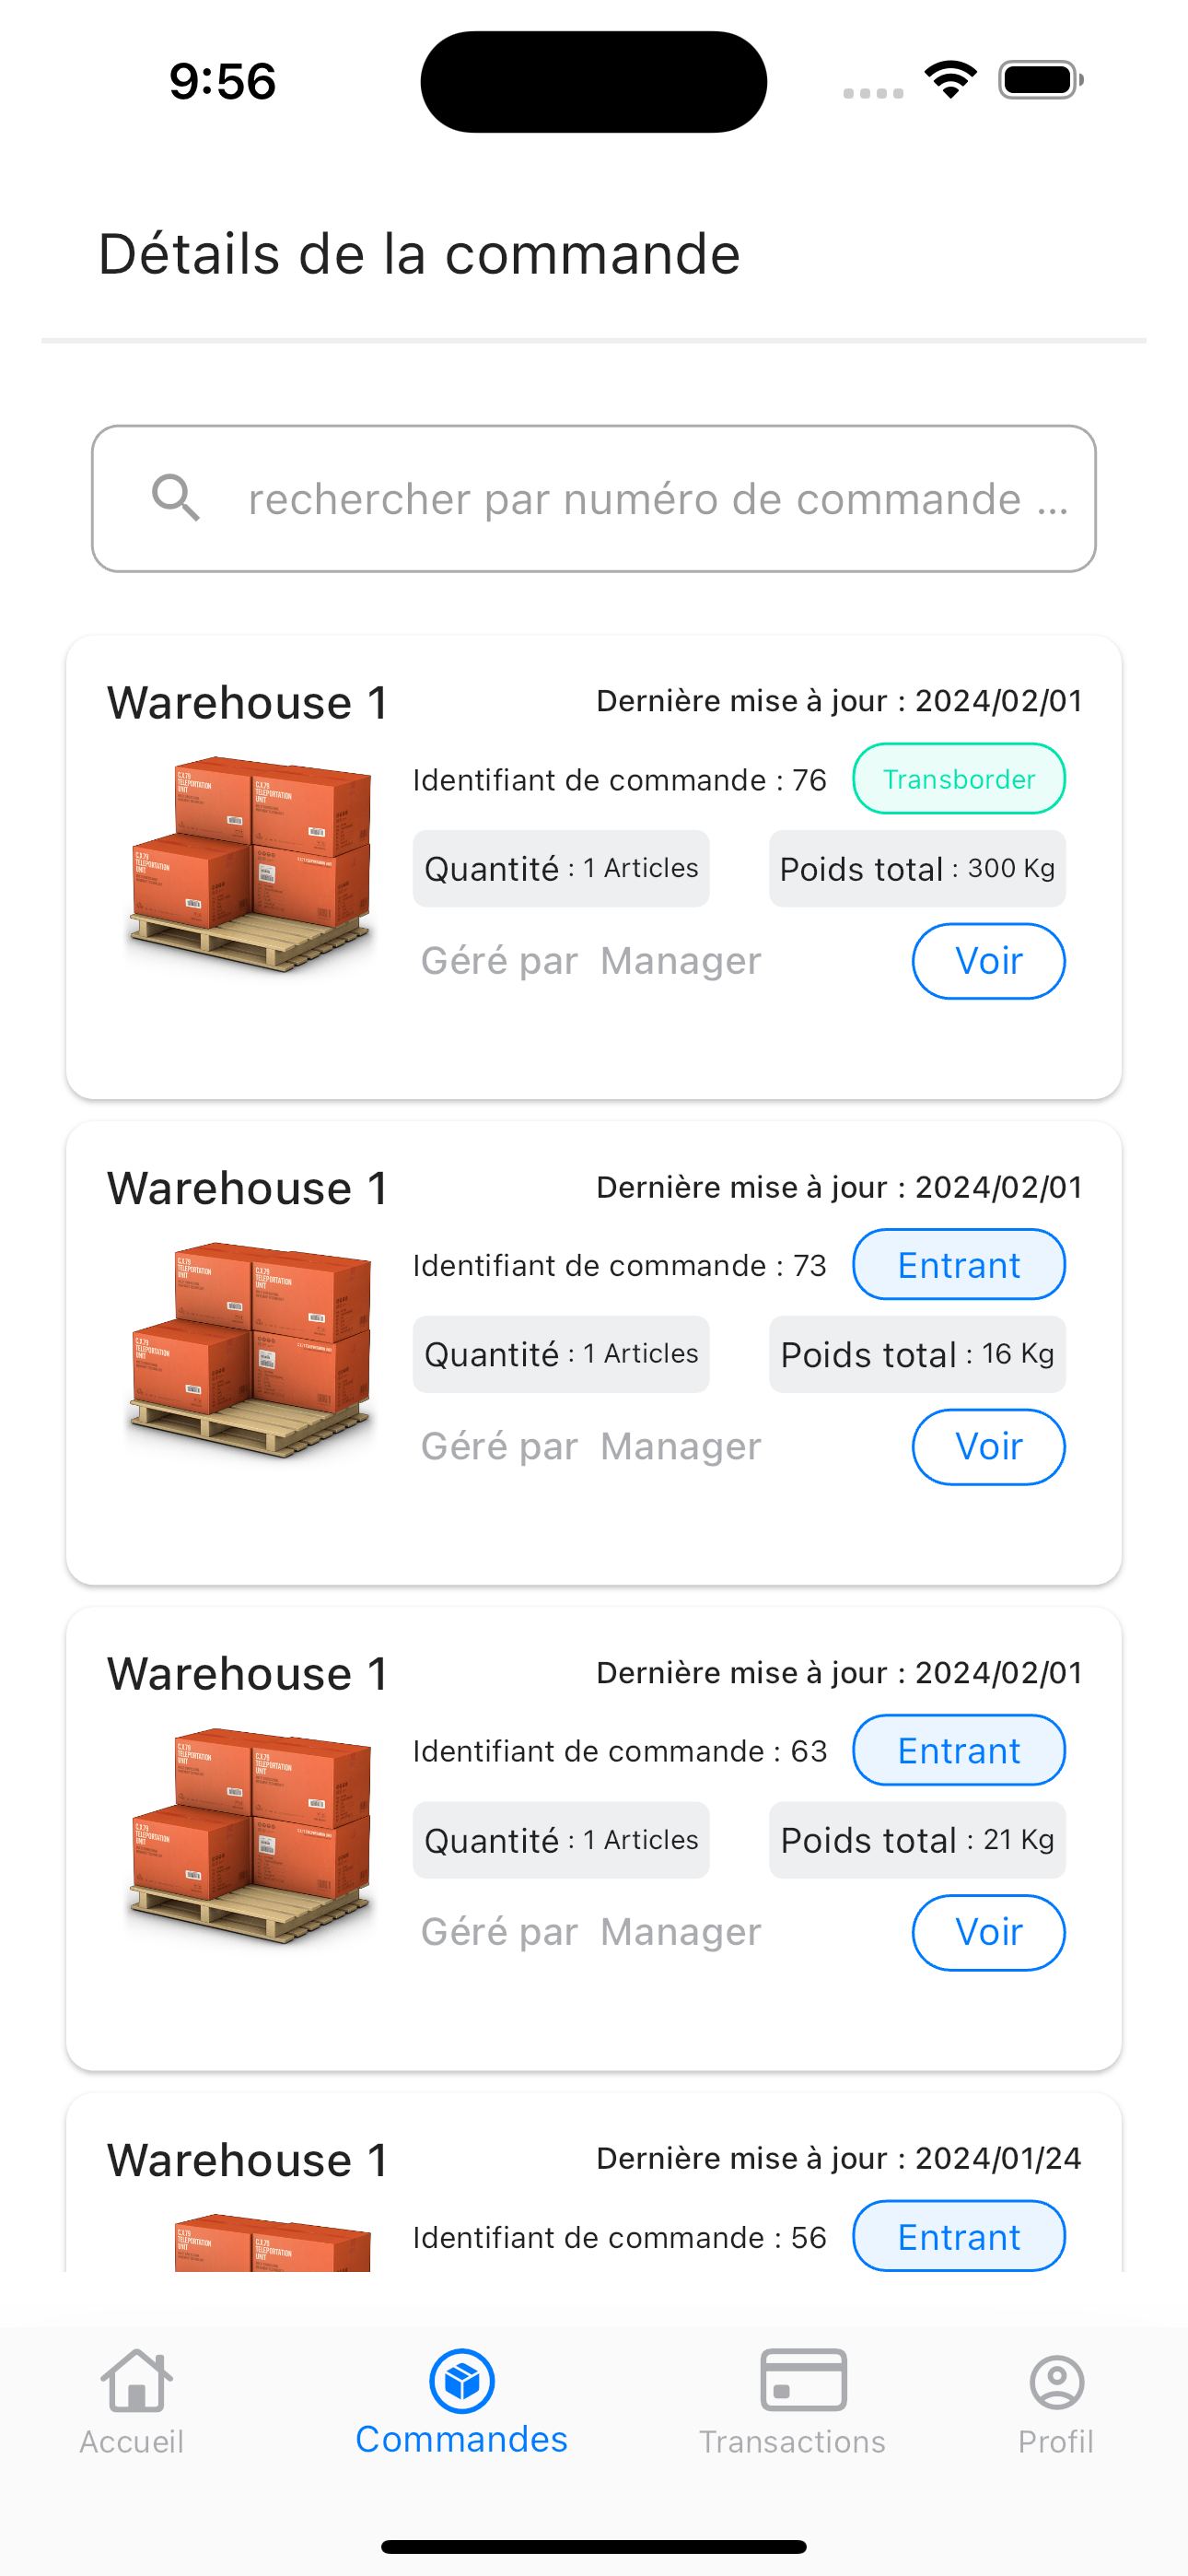 9:56
Détails de la commande
rechercher par numéro de commande ...
Warehouse 1
Dernière mise à jour : 2024/02/01
Identifiant de commande : 76
Transborder
Quantité : 1 Articles
Poids total : 300 Kg
Géré par Manager
Voir
Warehouse 1
Dernière mise à jour : 2024/02/01
Identifiant de commande : 73
Entrant
Quantité : 1 Articles
Poids total : 16 Kg
Géré par Manager
Voir
Warehouse 1
Dernière mise à jour : 2024/02/01
Identifiant de commande : 63
Entrant
Quantité : 1 Articles
Poids total : 21 Kg
Géré par Manager
Voir
Warehouse 1
Dernière mise à jour : 2024/01/24
Identifiant de commande : 56
Entrant
Accueil
Commandes
Transactions
Profil